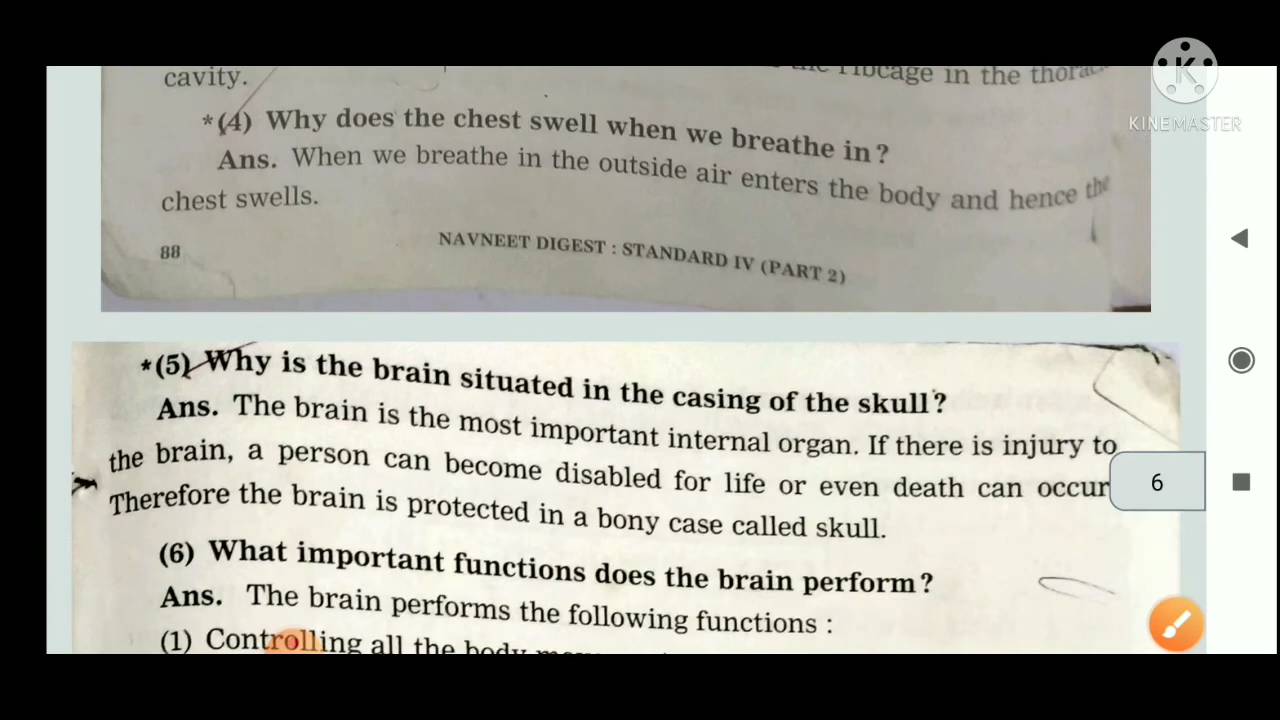 ribcage in the
cavity.
*(4) Why does the chest swell when we breathe in?
Ans. When we breathe in the outside air enters the body and hence the
chest swells.
88 NAVNEET DIGEST : STANDARD IV (PART 2)
*(5) Why is the brain situated in the casing of the skull?
Ans. The brain is the most important internal organ. If there is injury to
the brain, a person can become disabled for life or even death can occur
Therefore the brain is protected in a bony case called skull.
(6) What important functions does the brain perform?
Ans. The brain performs the following functions :
(1) Controlling all the body
K
KINEMASTER
6